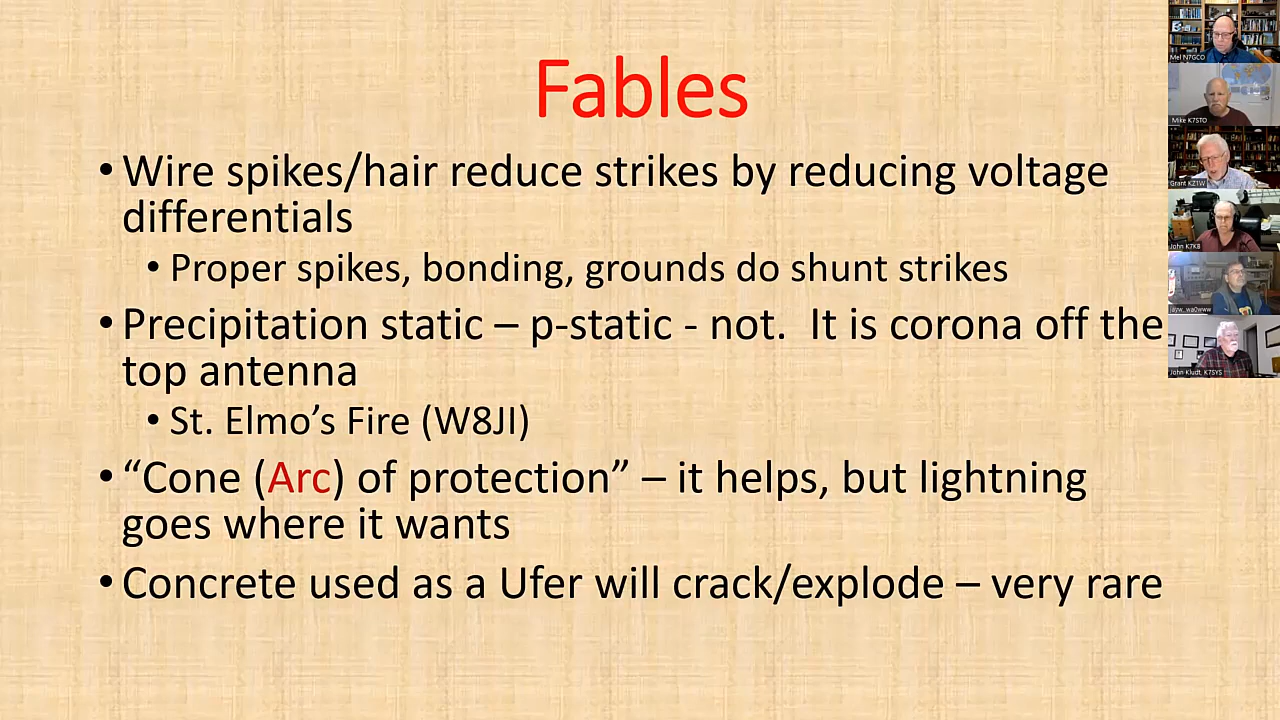 Fables
• Wire spikes/hair reduce strikes by reducing voltage
differentials
• Proper spikes, bonding, grounds do shunt strikes
• Precipitation static – p-static - not.  It is corona off the
top antenna
• St. Elmo’s Fire (W8JI)
• “Cone (Arc) of protection” – it helps, but lightning
goes where it wants
• Concrete used as a Ufer will crack/explode – very rare
Mel N7GCO
Mike K7STO
Grant KZ1W
John K7KB
jayw_wa0www
John Kludt, K7SYS